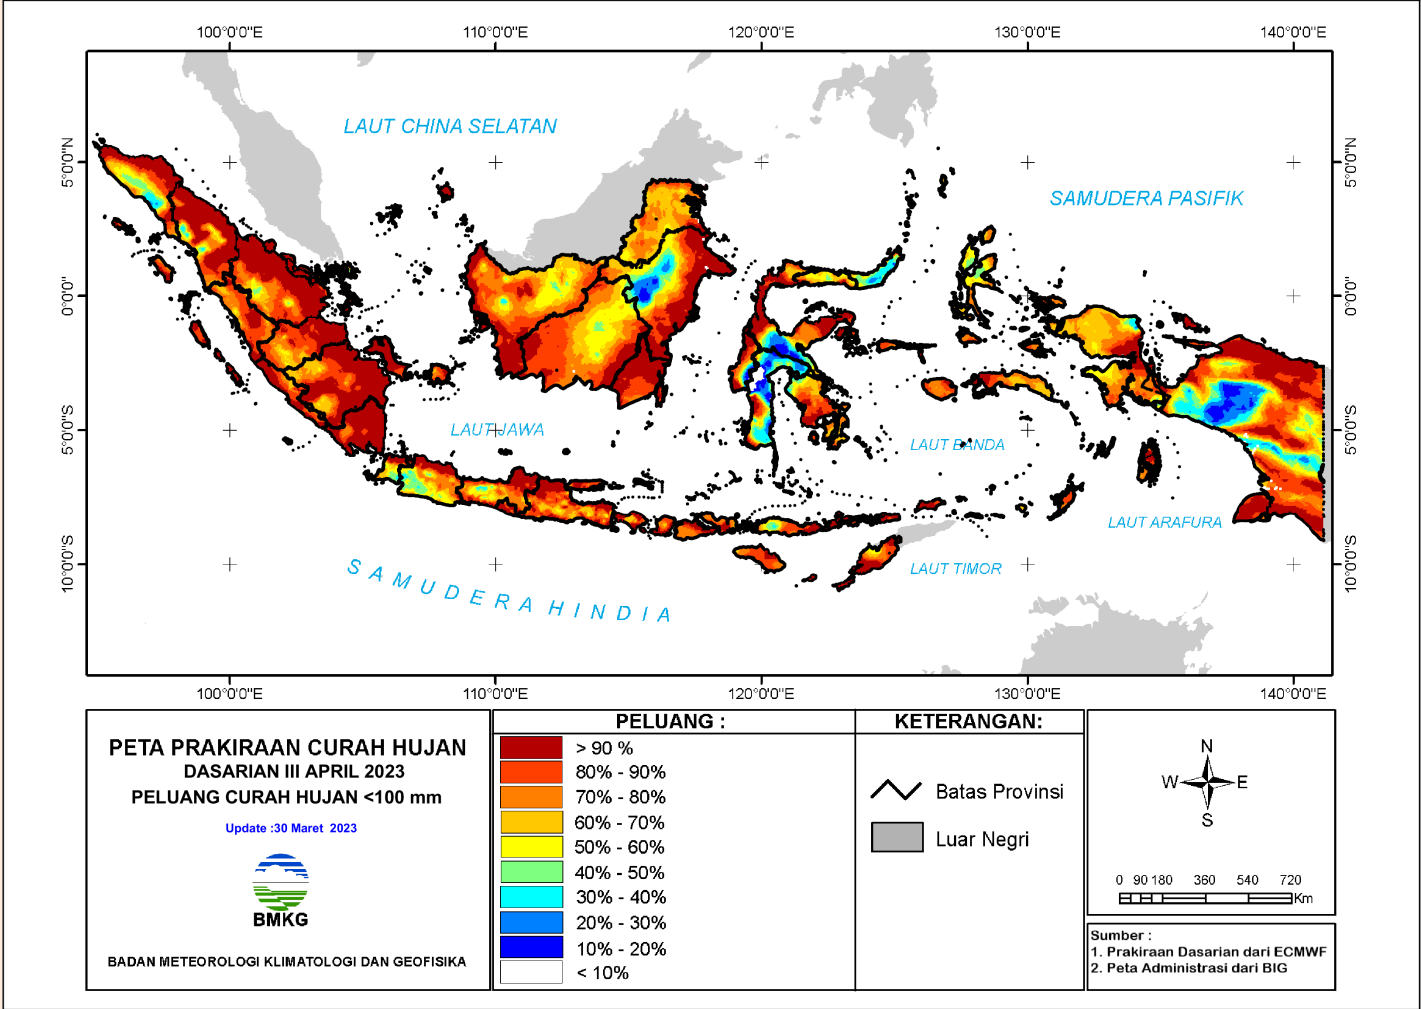 100°0'0"E 110°0'0"E 120°0'0"E 130°0'0"E 140°0'0"E
5°0'0"N 5°0'0"N
0°0'0" 0°0'0"
5°0'0"S 5°0'0"S
10°0'0"S 10°0'0"S
LAUT CHINA SELATAN
SAMUDERA PASIFIK
LAUT JAWA
LAUT BANDA
LAUT ARAFURA
LAUT TIMOR
SAMUDERA HINDIA
100°0'0"E 110°0'0"E 120°0'0"E 130°0'0"E 140°0'0"E
PETA PRAKIRAAN CURAH HUJAN
DASARIAN III APRIL 2023
PELUANG CURAH HUJAN <100 mm
Update :30 Maret 2023
BMKG
BADAN METEOROLOGI KLIMATOLOGI DAN GEOFISIKA
PELUANG :
> 90 %
80% - 90%
70% - 80%
60% - 70%
50% - 60%
40% - 50%
30% - 40%
20% - 30%
10% - 20%
< 10%
KETERANGAN:
Batas Provinsi
Luar Negri
N
W E
S
0 90 180 360 540 720
Km
Sumber :
1. Prakiraan Dasarian dari ECMWF
2. Peta Administrasi dari BIG